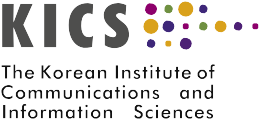 KICS
The Korean Institute of
Communications and
Information Sciences